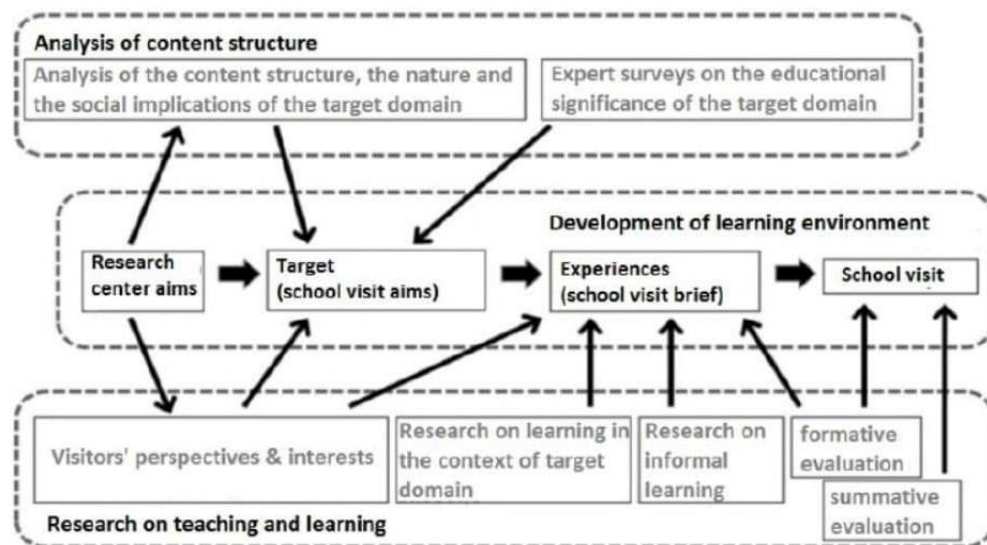 Analysis of content structure
Analysis of the content structure, the nature and
the social implications of the target domain
Expert surveys on the educational
significance of the target domain
Development of learning environment
Research
center aims
Target
(school visit aims)
Experiences
(school visit brief)
School visit
Visitors' perspectives & interests
Research on learning in
the context of target
domain
Research on
informal
learning
formative
evaluation
summative
evaluation
Research on teaching and learning